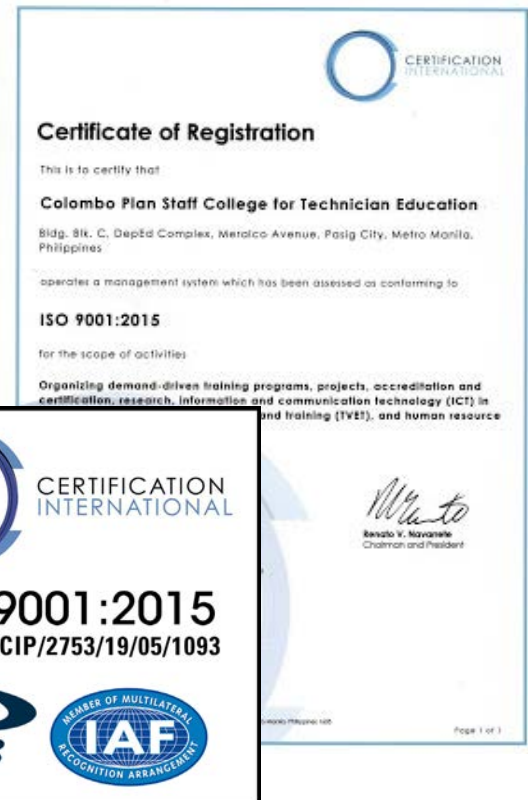 CERTIFICATION
INTERNATIONAL
Certificate of Registration
This is to certify that
Colombo Plan Staff College for Technician Education
Bldg. Blk. C, DepEd Complex, Meralco Avenue, Pasig City, Metro Manila,
Philippines
operates a management system which has been assessed as conforming to
ISO 9001:2015
for the scope of activities
Organizing demand-driven training programs, projects, accreditation and
certification, research, information and communication technology (ICT) in
and training (TVET), and human resource
Renato V. Navarrete
Chairman and President
Page 1 of 1
CERTIFICATION
INTERNATIONAL
9001:2015
CIP/2753/19/05/1093
MEMBER OF MULTILATERAL
IAF
RECOGNITION ARRANGEMENT